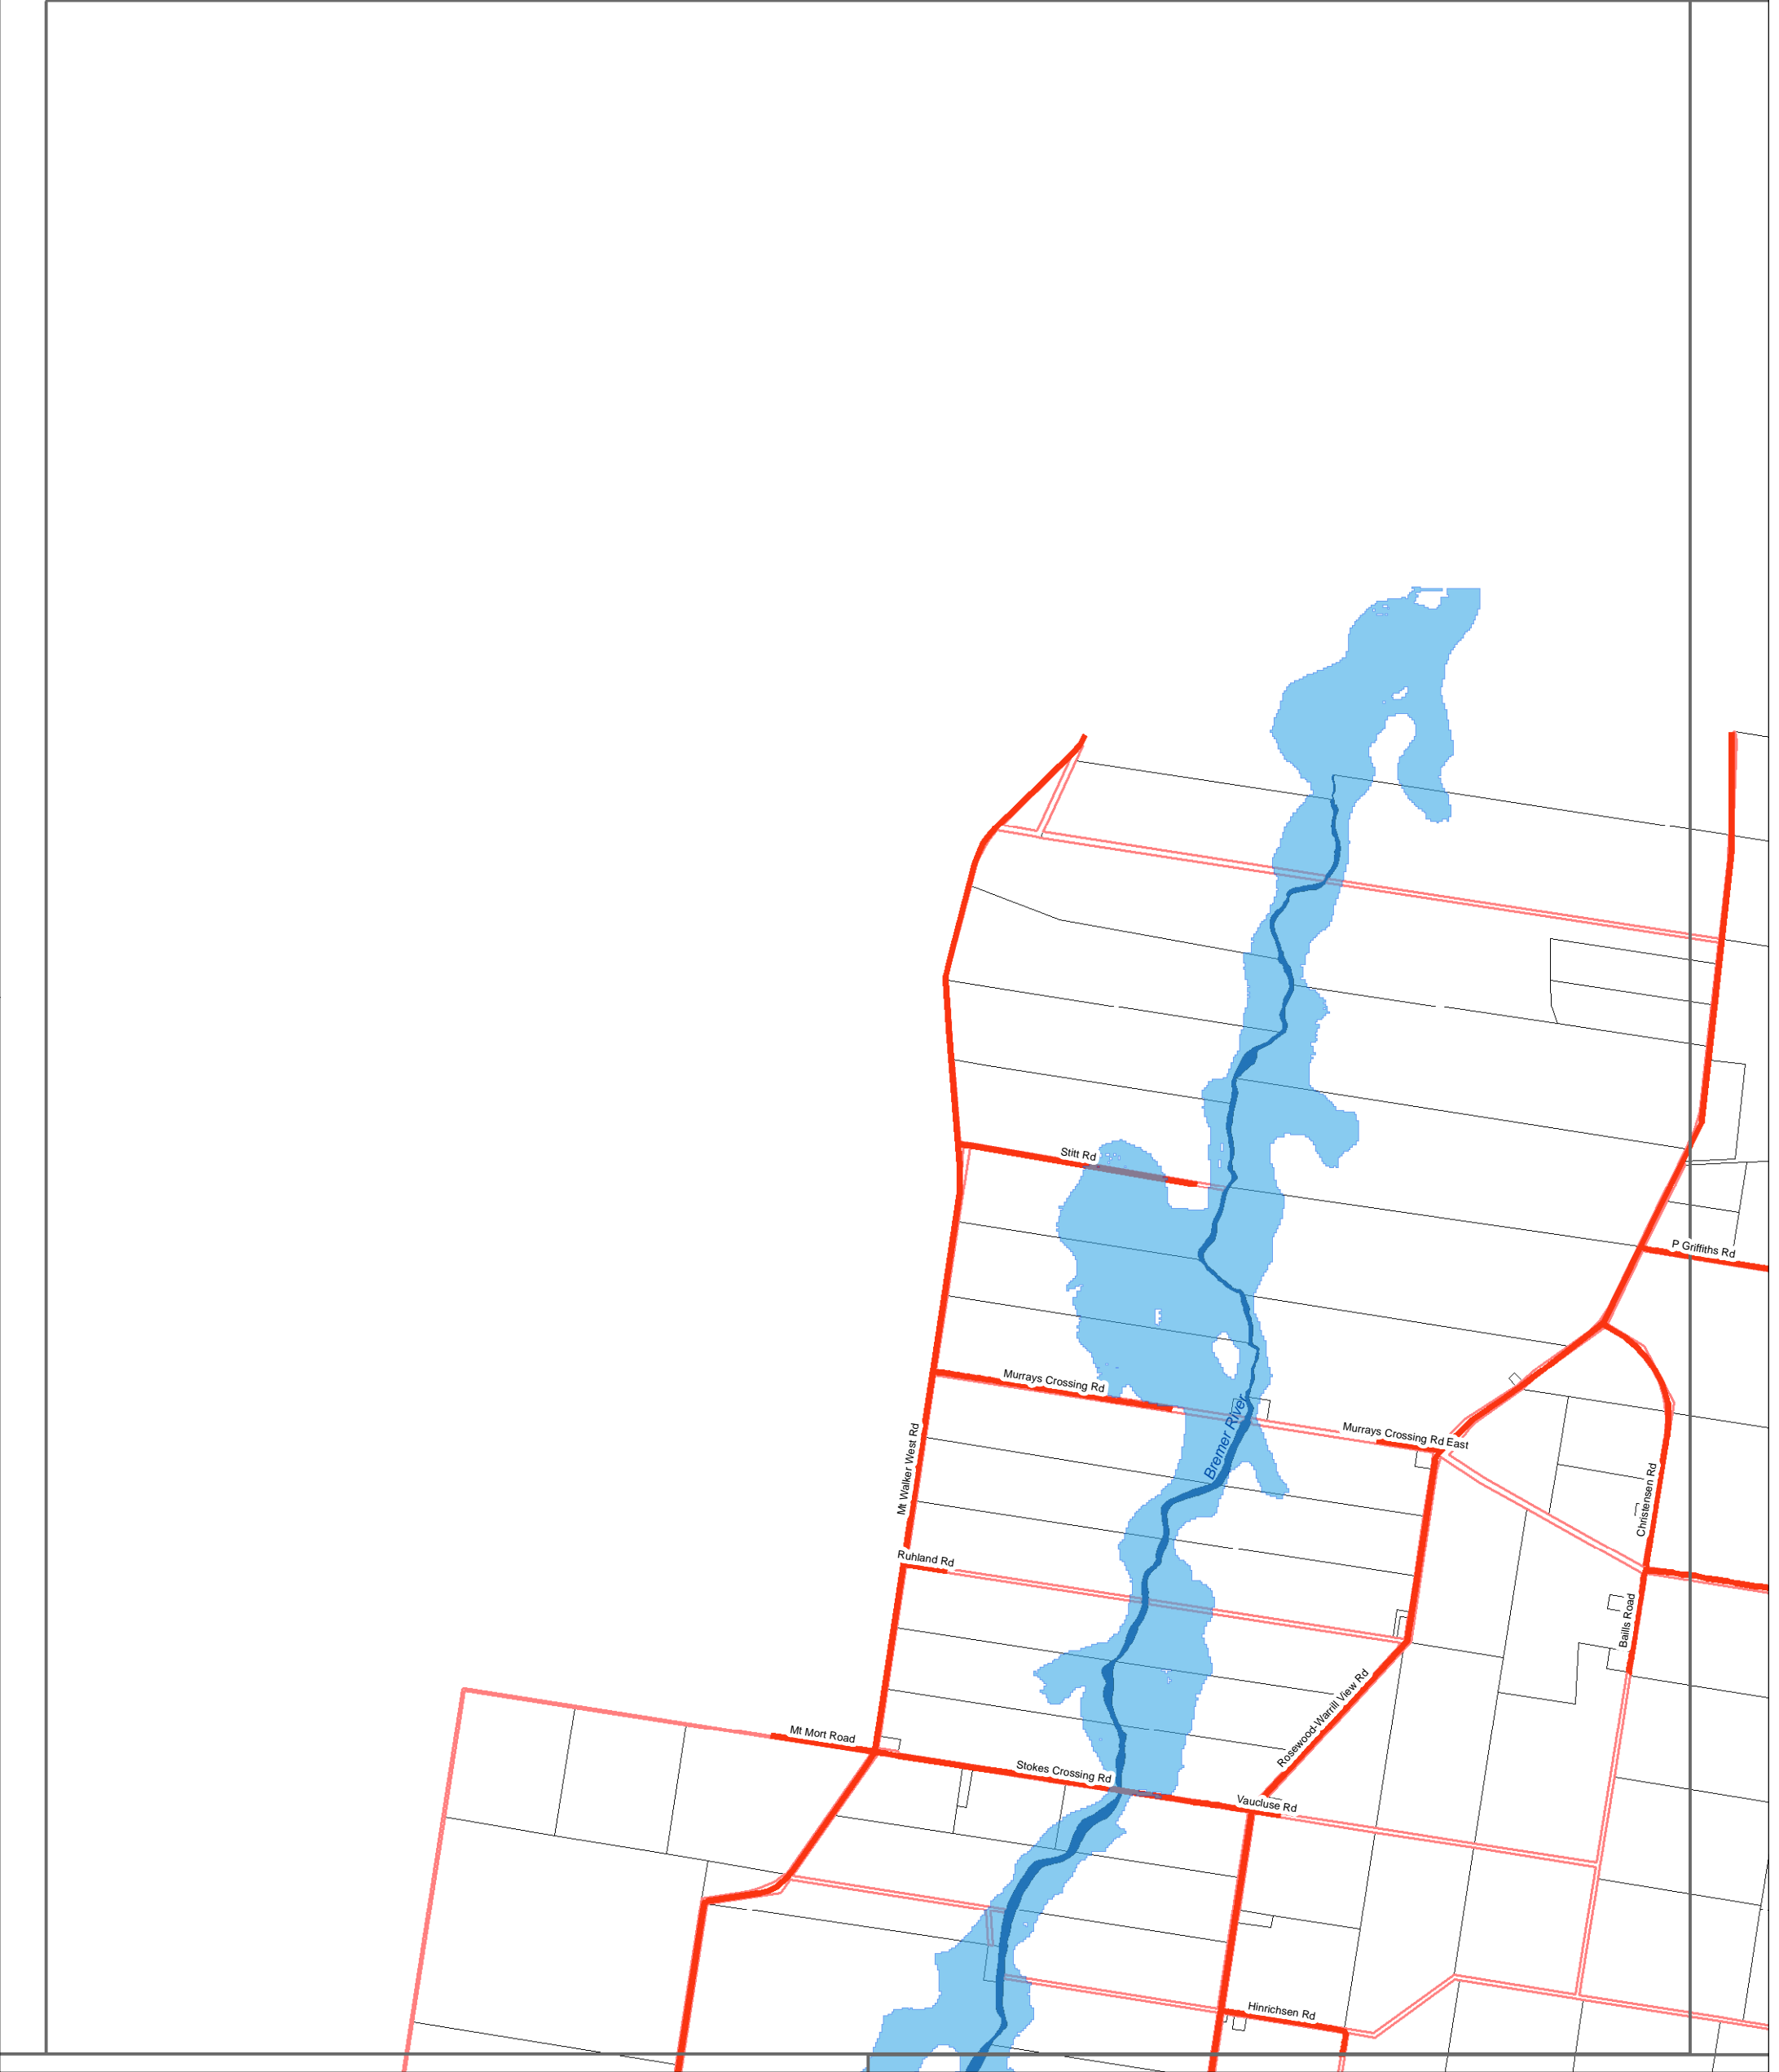 Stitt Rd
P Griffiths Rd
Murrays Crossing Rd
Bremer River
Murrays Crossing Rd East
Mt Walker West Rd
Christensen Rd
Ruhland Rd
Baills Road
Rosewood-Warrill View Rd
Mt Mort Road
Stokes Crossing Rd
Vaucluse Rd
Hinrichsen Rd